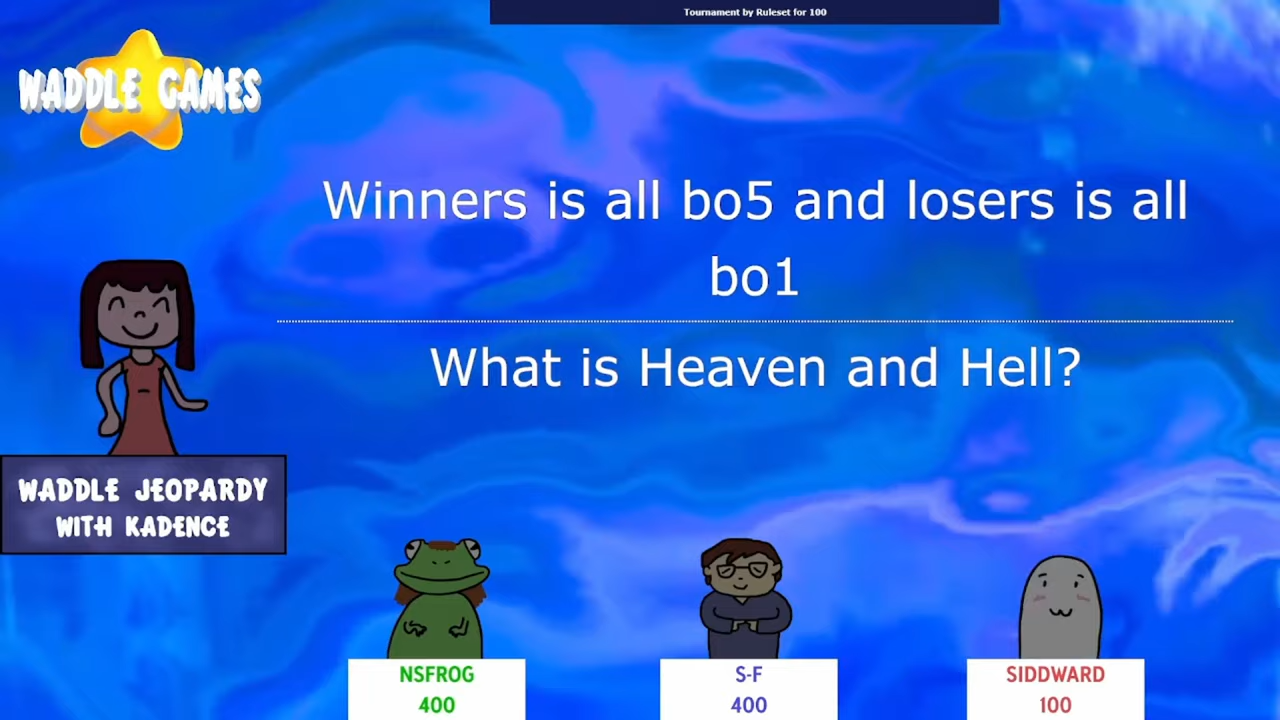 Tournament by Ruleset for 100
WADDLE GAMES
Winners is all bo5 and losers is all
bo1
What is Heaven and Hell?
WADDLE JEOPARDY
WITH KADENCE
NSFROG
400
S-F
400
SIDDWARD
100